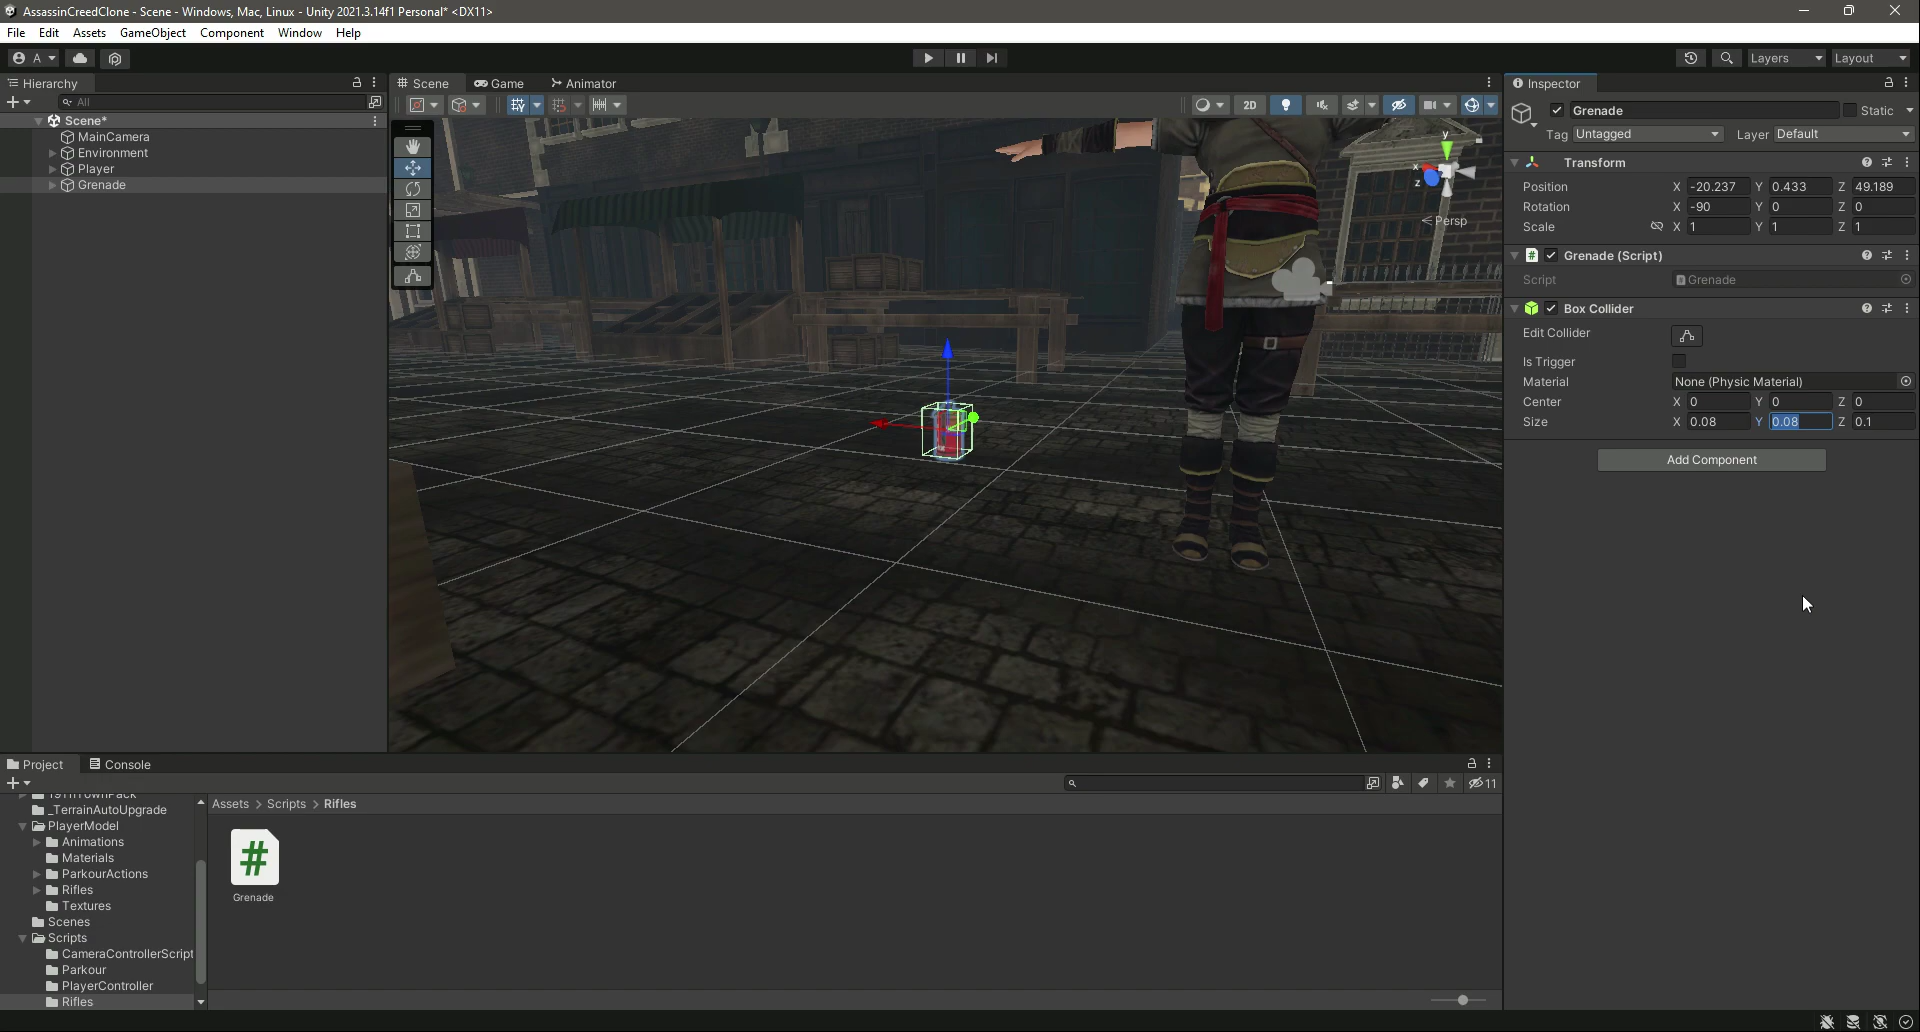 AssassinCreedClone - Scene - Windows, Mac, Linux - Unity 2021.3.14f1 Personal* <DX11>
File Edit Assets GameObject Component Window Help
A
Layers Layout
Hierarchy
All
Scene*
MainCamera
Environment
Player
Grenade
Scene Game Animator
2D
y
x
z
Persp
Inspector
Grenade Static
Tag Untagged Layer Default
Transform
Position X -20.237 Y 0.433 Z 49.189
Rotation X -90 Y 0 Z 0
Scale X 1 Y 1 Z 1
# Grenade (Script)
Script Grenade
Box Collider
Edit Collider
Is Trigger
Material None (Physic Material)
Center X 0 Y 0 Z 0
Size X 0.08 Y 0.08 Z 0.1
Add Component
Project Console
11
_TerrainAutoUpgrade
PlayerModel
Animations
Materials
ParkourActions
Rifles
Textures
Scenes
Scripts
CameraControllerScript
Parkour
PlayerController
Rifles
Assets > Scripts > Rifles
#
Grenade